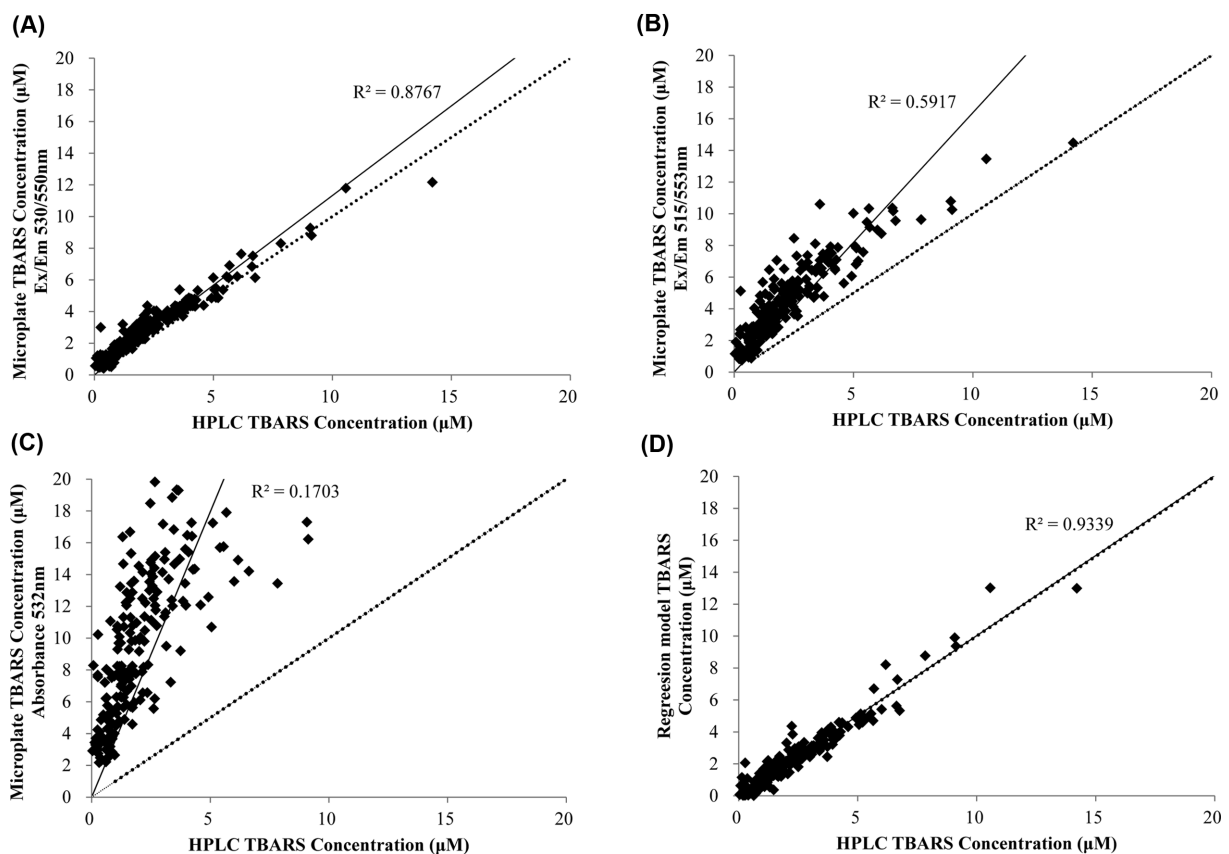 (A)
20
18
16
14
12
10
8
6
4
2
0
Microplate TBARS Concentration (µM)
Ex/Em 530/550nm
R² = 0.8767
0 5 10 15 20
HPLC TBARS Concentration (µM)
(B)
20
18
16
14
12
10
8
6
4
2
0
Microplate TBARS Concentration (µM)
Ex/Em 515/553nm
R² = 0.5917
0 5 10 15 20
HPLC TBARS Concentration (µM)
(C)
20
18
16
14
12
10
8
6
4
2
0
Microplate TBARS Concentration (µM)
Absorbance 532nm
R² = 0.1703
0 5 10 15 20
HPLC TBARS Concentration (µM)
(D)
20
18
16
14
12
10
8
6
4
2
0
Regreesion model TBARS
Concentration (µM)
R² = 0.9339
0 5 10 15 20
HPLC TBARS Concentration (µM)